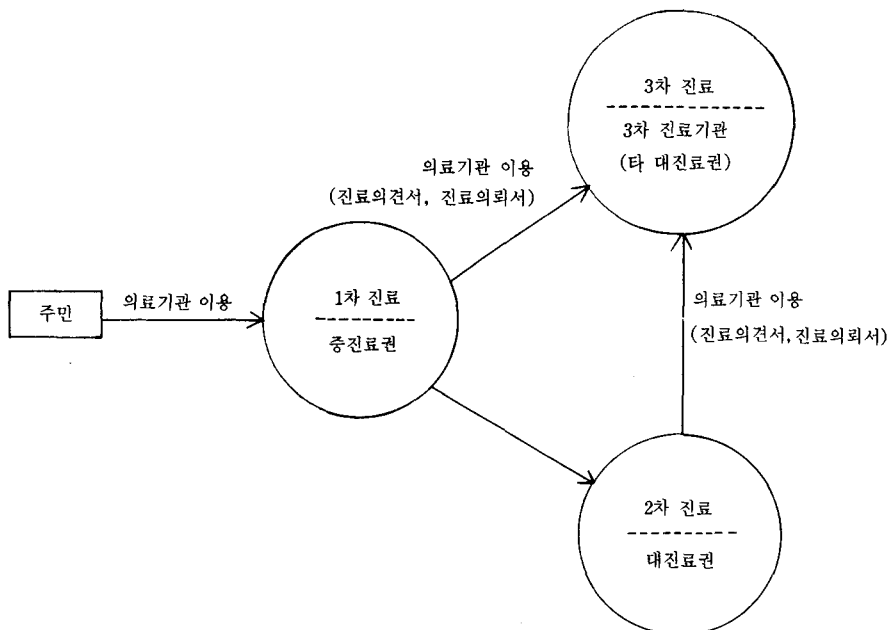 3차 진료
3차 진료기관
(타 대진료권)
의료기관 이용
(진료의견서, 진료의뢰서)
주민
의료기관 이용
1차 진료
중진료권
의료기관 이용
(진료의견서,진료의뢰서)
2차 진료
대진료권